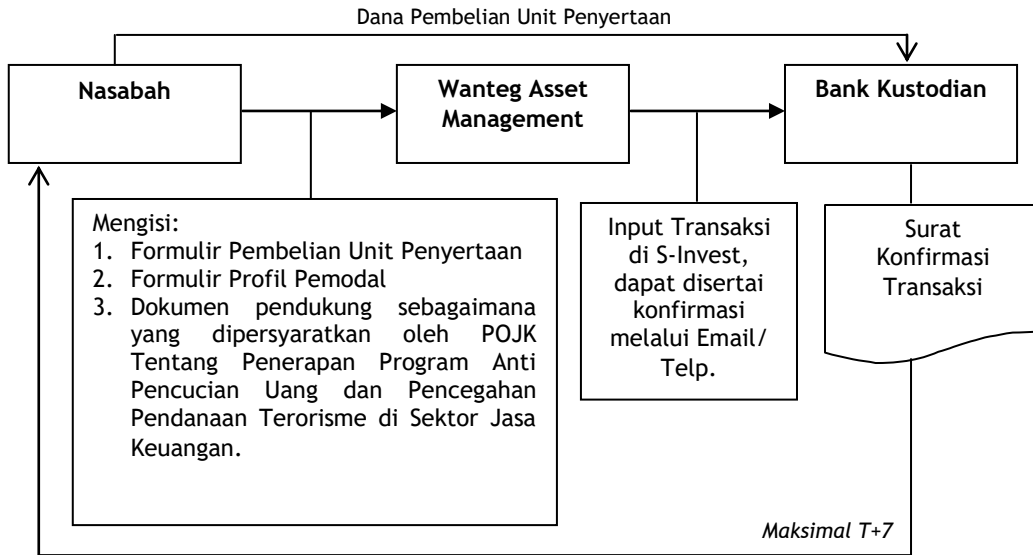 Dana Pembelian Unit Penyertaan
Nasabah
Wanteg Asset
Management
Bank Kustodian
Mengisi:
1. Formulir Pembelian Unit Penyertaan
2. Formulir Profil Pemodal
3. Dokumen pendukung sebagaimana
yang dipersyaratkan oleh POJK
Tentang Penerapan Program Anti
Pencucian Uang dan Pencegahan
Pendanaan Terorisme di Sektor Jasa
Keuangan.
Input Transaksi
di S-Invest,
dapat disertai
konfirmasi
melalui Email/
Telp.
Surat
Konfirmasi
Transaksi
Maksimal T+7